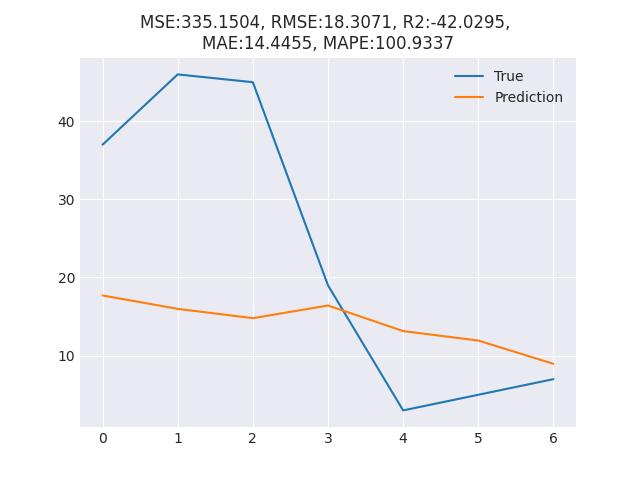 MSE:335.1504, RMSE:18.3071, R2:-42.0295,
MAE:14.4455, MAPE:100.9337
True
Prediction
40
30
20
10
0 1 2 3 4 5 6